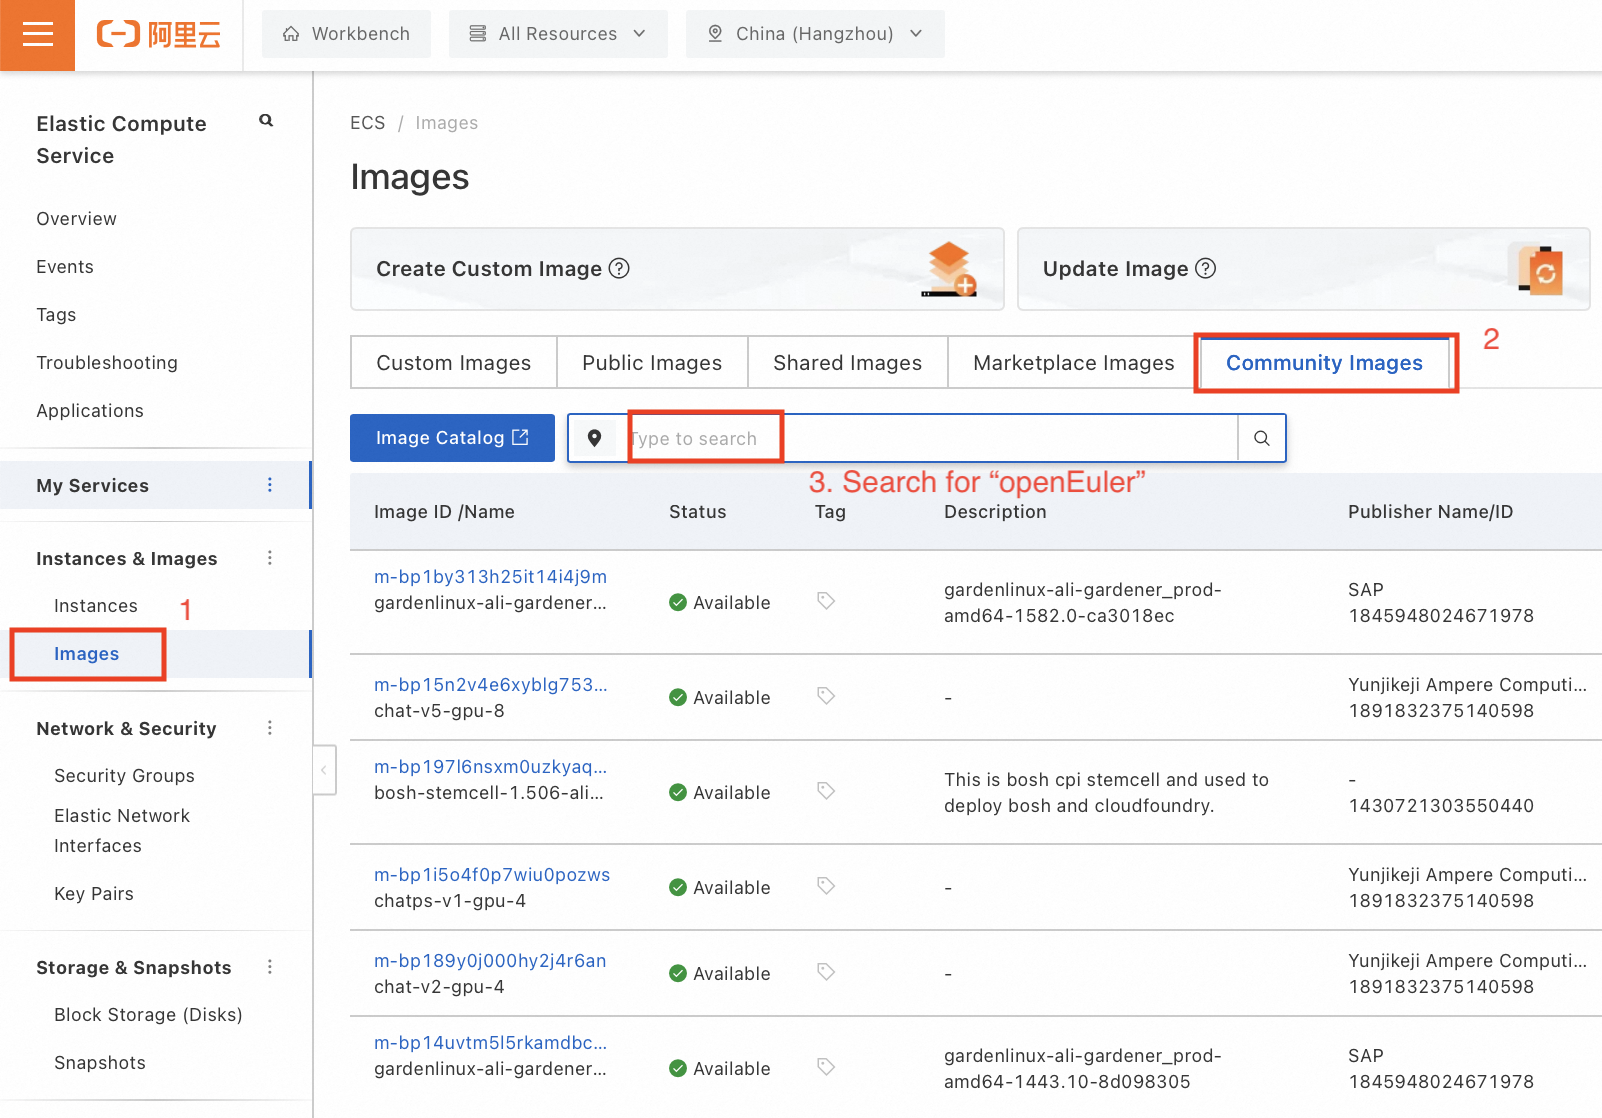 阿里云
Workbench
All Resources
China (Hangzhou)
Elastic Compute
Service
Overview
Events
Tags
Troubleshooting
Applications
My Services
Instances & Images
Instances
1
Images
Network & Security
Security Groups
Elastic Network
Interfaces
Key Pairs
Storage & Snapshots
Block Storage (Disks)
Snapshots
ECS / Images
Images
Create Custom Image ?
Update Image ?
2
Custom Images
Public Images
Shared Images
Marketplace Images
Community Images
Image Catalog
Type to search
3. Search for “openEuler”
Image ID /Name
Status
Tag
Description
Publisher Name/ID
m-bp1by313h25it14i4j9m
gardenlinux-ali-gardener...
Available
gardenlinux-ali-gardener_prod-
amd64-1582.0-ca3018ec
SAP
1845948024671978
m-bp15n2v4e6xyblg753...
chat-v5-gpu-8
Available
-
Yunjikeji Ampere Computi...
1891832375140598
m-bp197l6nsxm0uzkyaq...
bosh-stemcell-1.506-ali...
Available
This is bosh cpi stemcell and used to
deploy bosh and cloudfoundry.
-
1430721303550440
m-bp1i5o4f0p7wiu0pozws
chatps-v1-gpu-4
Available
-
Yunjikeji Ampere Computi...
1891832375140598
m-bp189y0j000hy2j4r6an
chat-v2-gpu-4
Available
-
Yunjikeji Ampere Computi...
1891832375140598
m-bp14uvtm5l5rkamdbc...
gardenlinux-ali-gardener...
Available
gardenlinux-ali-gardener_prod-
amd64-1443.10-8d098305
SAP
1845948024671978